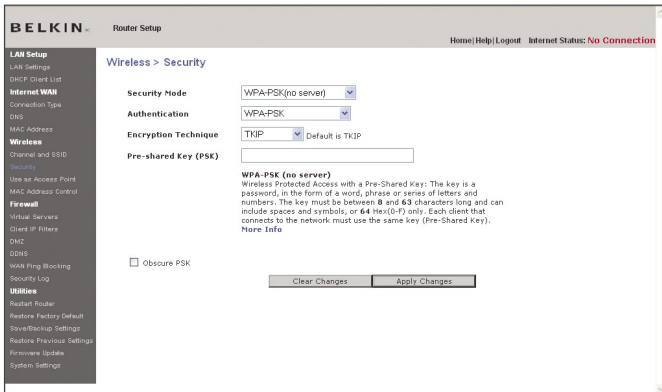 BELKIN
Router Setup
Home|Help|Logout Internet Status: No Connection
LAN Setup
LAN Settings
DHCP Client List
Internet WAN
Connection Type
DNS
MAC Address
Wireless
Channel and SSID
Security
Use as Access Point
MAC Address Control
Firewall
Virtual Servers
Client IP Filters
DMZ
DDNS
WAN Ping Blocking
Security Log
Utilities
Restart Router
Restore Factory Default
Save/Backup Settings
Restore Previous Settings
Firmware Update
System Settings
Wireless > Security
Security Mode WPA-PSK(no server)
Authentication WPA-PSK
Encryption Technique TKIP Default is TKIP
Pre-shared Key (PSK)
WPA-PSK (no server)
Wireless Protected Access with a Pre-Shared Key: The key is a
password, in the form of a word, phrase or series of letters and
numbers. The key must be between 8 and 63 characters long and can
include spaces and symbols, or 64 Hex(0-F) only. Each client that
connects to the network must use the same key (Pre-Shared Key).
More Info
Obscure PSK
Clear Changes Apply Changes